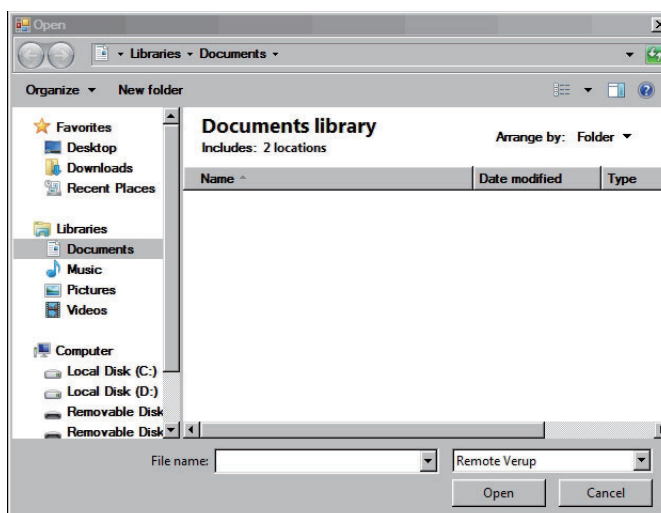 Open
Libraries Documents
Organize New folder
Favorites
Desktop
Downloads
Recent Places
Libraries
Documents
Music
Pictures
Videos
Computer
Local Disk (C:)
Local Disk (D:)
Removable Disk
Removable Disk
Documents library
Includes: 2 locations
Arrange by: Folder
Name Date modified Type
File name: Remote Verup
Open Cancel